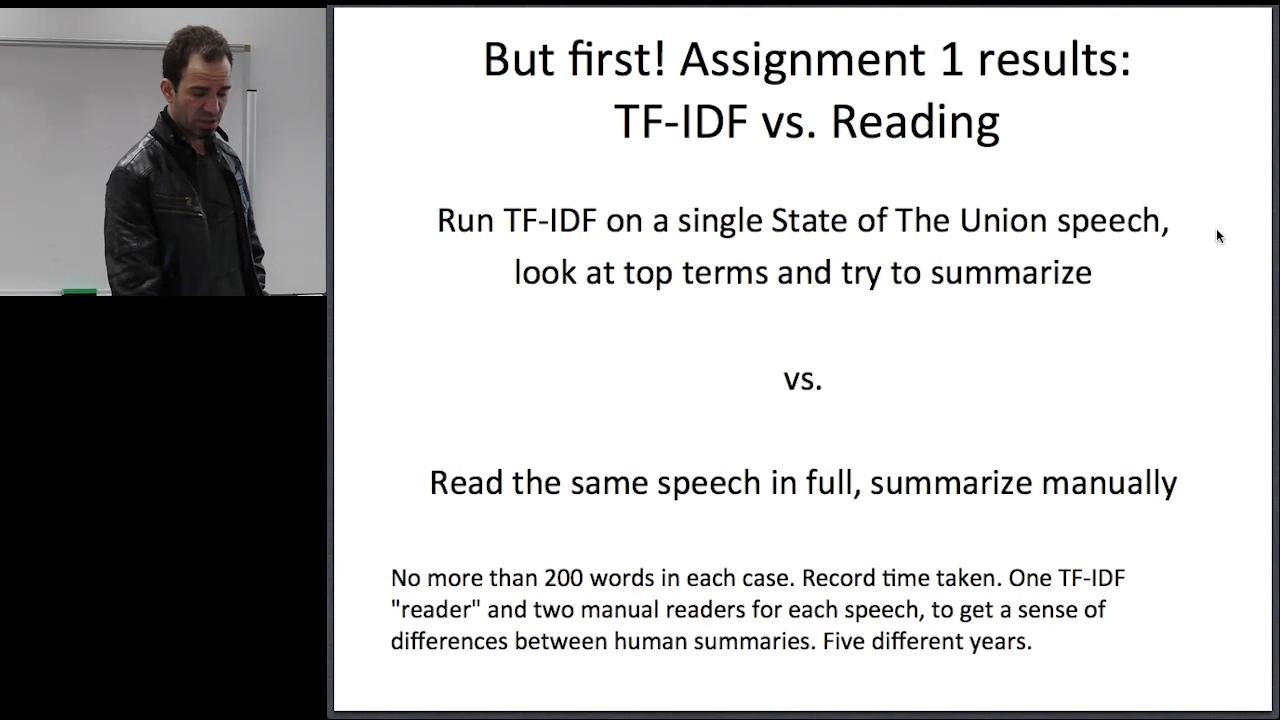 But first! Assignment 1 results:
TF-IDF vs. Reading
Run TF-IDF on a single State of The Union speech,
look at top terms and try to summarize
vs.
Read the same speech in full, summarize manually
No more than 200 words in each case. Record time taken. One TF-IDF
"reader" and two manual readers for each speech, to get a sense of
differences between human summaries. Five different years.